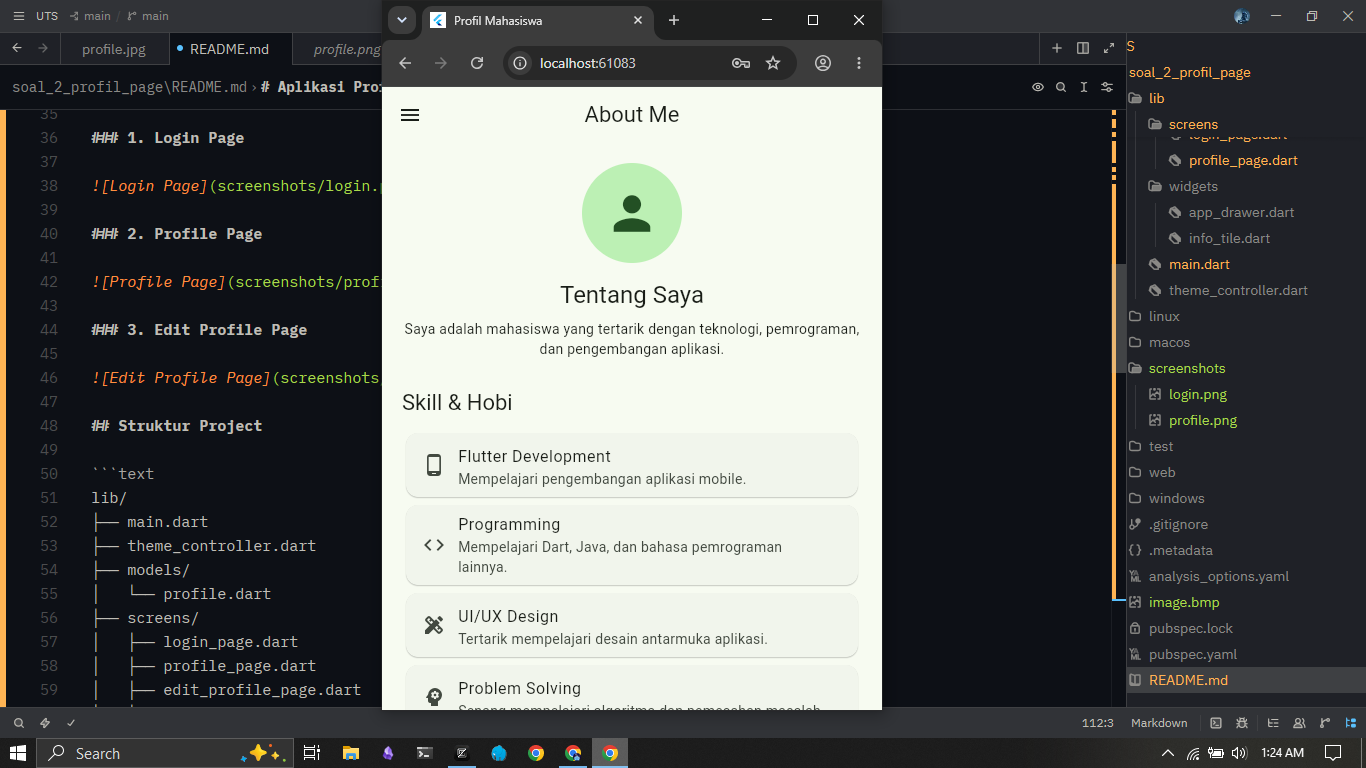 UTS main / main
profile.jpg README.md profile.png
soal_2_profil_page\README.md › # Aplikasi
35
36 ### 1. Login Page
37
38 ![Login Page](screenshots/login.
39
40 ### 2. Profile Page
41
42 ![Profile Page](screenshots/prof
43
44 ### 3. Edit Profile Page
45
46 ![Edit Profile Page](screenshots
47
48 ## Struktur Project
49
50 ```text
51 lib/
52 ├── main.dart
53 ├── theme_controller.dart
54 ├── models/
55 │   └── profile.dart
56 ├── screens/
57 │   ├── login_page.dart
58 │   ├── profile_page.dart
59 │   ├── edit_profile_page.dart
Profil Mahasiswa
localhost:61083
About Me
Tentang Saya
Saya adalah mahasiswa yang tertarik dengan teknologi, pemrograman,
dan pengembangan aplikasi.
Skill & Hobi
Flutter Development
Mempelajari pengembangan aplikasi mobile.
Programming
Mempelajari Dart, Java, dan bahasa pemrograman
lainnya.
UI/UX Design
Tertarik mempelajari desain antarmuka aplikasi.
Problem Solving
Senang mempelajari algoritma dan pemecahan masalah.
S
soal_2_profil_page
lib
screens
login_page.dart
profile_page.dart
widgets
app_drawer.dart
info_tile.dart
main.dart
theme_controller.dart
linux
macos
screenshots
login.png
profile.png
test
web
windows
.gitignore
.metadata
analysis_options.yaml
image.bmp
pubspec.lock
pubspec.yaml
README.md
112:3 Markdown
Search
1:24 AM